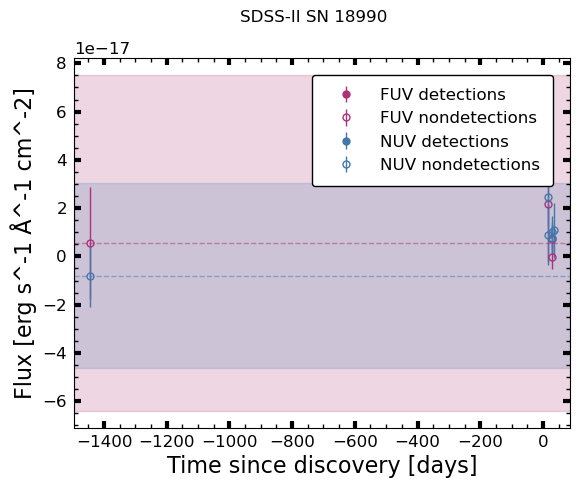 SDSS-II SN 18990
1e−17
8
6
4
2
0
−2
−4
−6
Flux [erg s^-1 Å^-1 cm^-2]
FUV detections
FUV nondetections
NUV detections
NUV nondetections
−1400 −1200 −1000 −800 −600 −400 −200 0
Time since discovery [days]